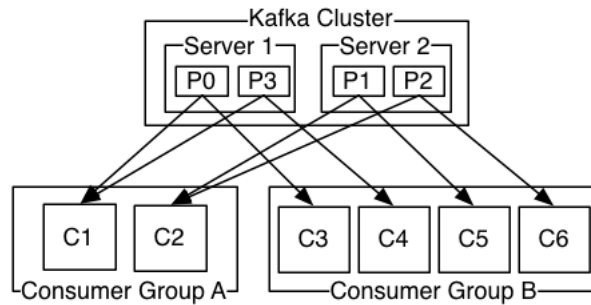 Kafka Cluster
Server 1 Server 2
P0 P3 P1 P2
C1 C2 C3 C4 C5 C6
Consumer Group A Consumer Group B